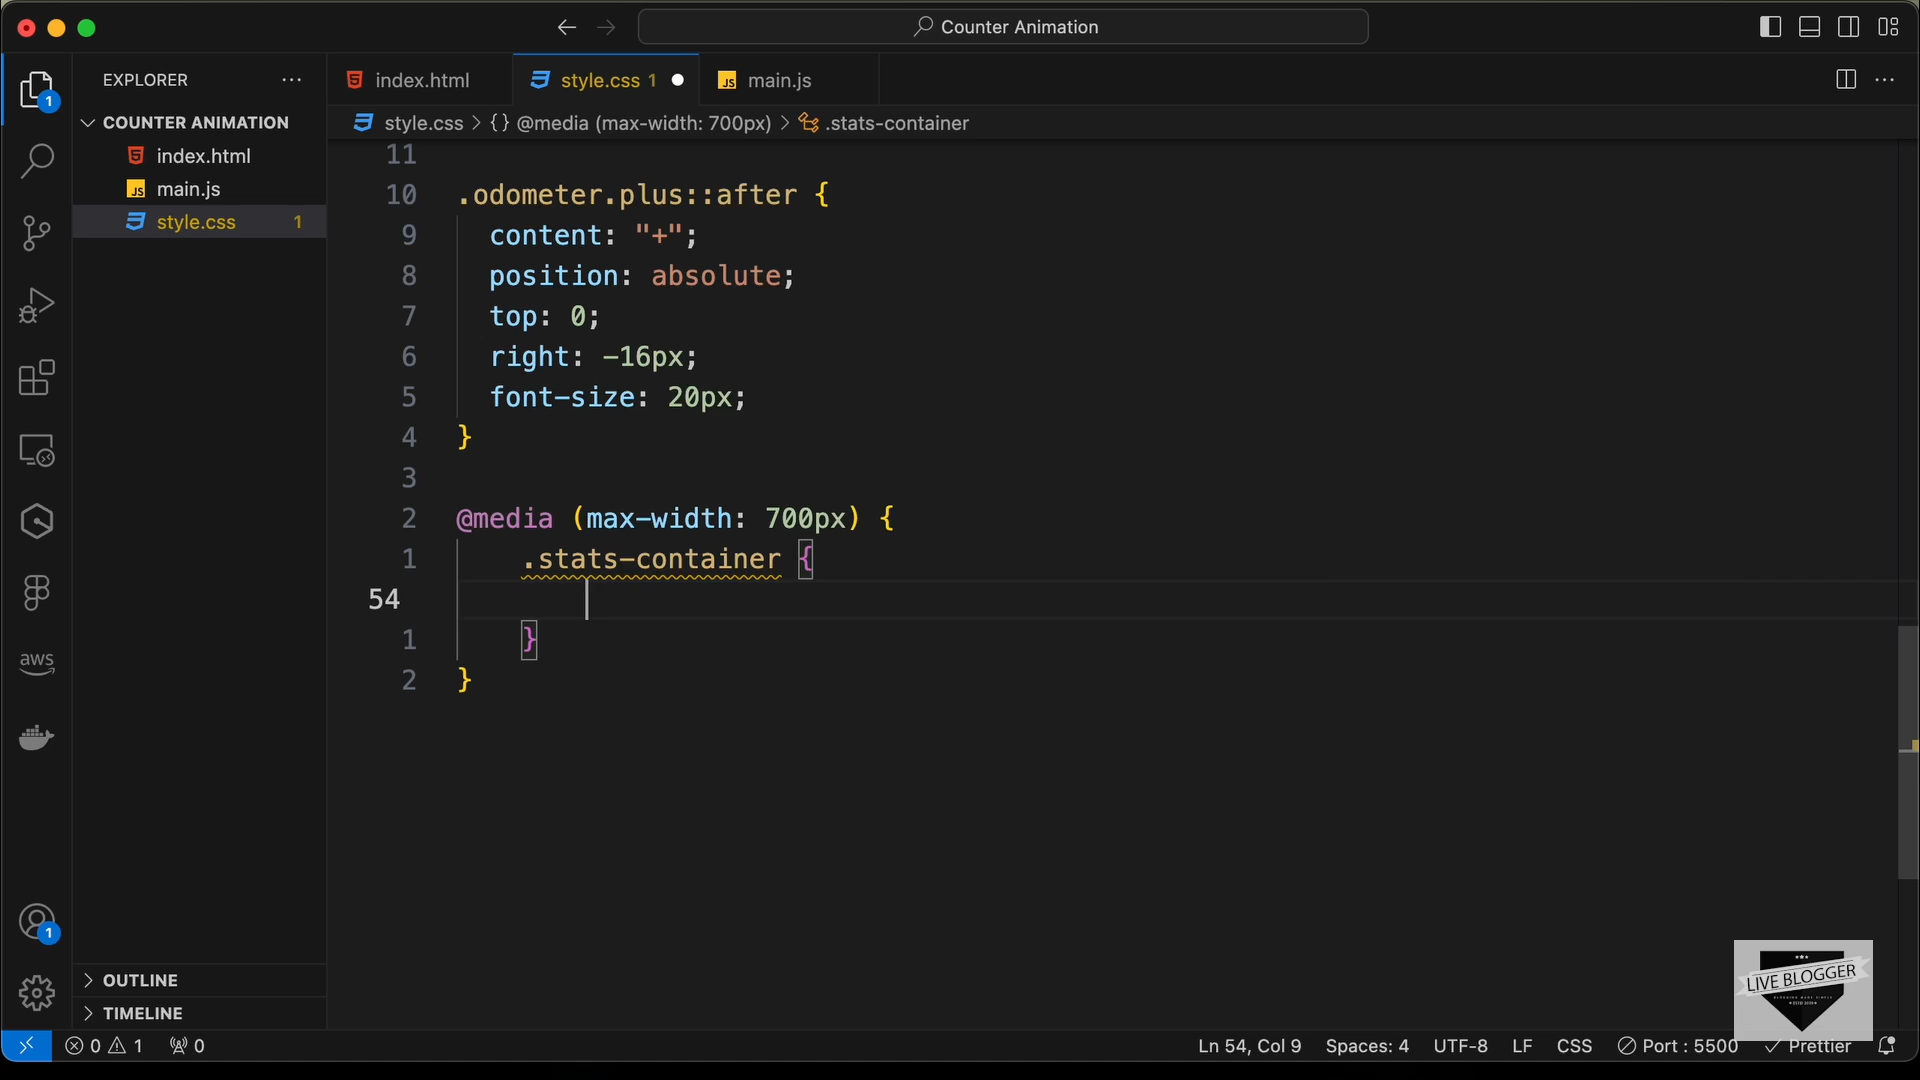 Counter Animation
EXPLORER
index.html
style.css 1
main.js
1
COUNTER ANIMATION
style.css > {} @media (max-width: 700px) > .stats-container
index.html
main.js
style.css 1
11
10 .odometer.plus::after {
9 content: "+";
8 position: absolute;
7 top: 0;
6 right: -16px;
5 font-size: 20px;
4 }
3
2 @media (max-width: 700px) {
1 .stats-container {
54
1 }
2 }
aws
1
OUTLINE
TIMELINE
LIVE BLOGGER
0 1 0
Ln 54, Col 9 Spaces: 4 UTF-8 LF CSS Port : 5500 Prettier